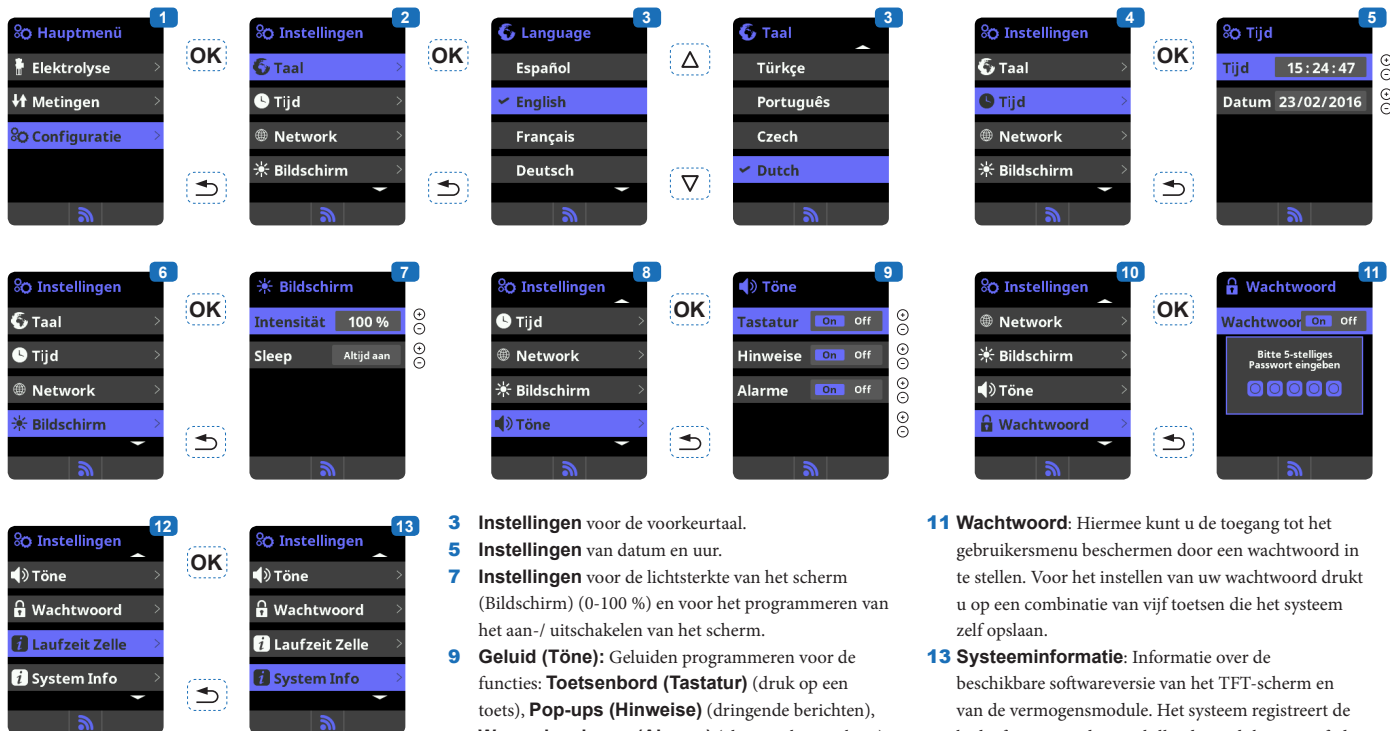 1
Hauptmenü
Elektrolyse
Metingen
Configuratie
OK
2
Instellingen
Taal
Tijd
Network
Bildschirm
OK
3
Language
Español
English
Français
Deutsch
3
Taal
Türkçe
Português
Czech
Dutch
4
Instellingen
Taal
Tijd
Network
Bildschirm
OK
5
Tijd
Tijd 15:24:47
Datum 23/02/2016
6
Instellingen
Taal
Tijd
Network
Bildschirm
OK
7
Bildschirm
Intensität 100 %
Sleep Altijd aan
8
Instellingen
Tijd
Network
Bildschirm
Töne
OK
9
Töne
Tastatur On Off
Hinweise On Off
Alarme On Off
10
Instellingen
Network
Bildschirm
Töne
Wachtwoord
OK
11
Wachtwoord
Wachtwoor On Off
Bitte 5-stelliges
Passwort eingeben
12
Instellingen
Töne
Wachtwoord
Laufzeit Zelle
System Info
OK
13
Instellingen
Töne
Wachtwoord
Laufzeit Zelle
System Info
3 Instellingen voor de voorkeurtaal.
5 Instellingen van datum en uur.
7 Instellingen voor de lichtsterkte van het scherm
(Bildschirm) (0-100 %) en voor het programmeren van
het aan-/ uitschakelen van het scherm.
9 Geluid (Töne): Geluiden programmeren voor de
functies: Toetsenbord (Tastatur) (druk op een
toets), Pop-ups (Hinweise) (dringende berichten),
11 Wachtwoord: Hiermee kunt u de toegang tot het
gebruikersmenu beschermen door een wachtwoord in
te stellen. Voor het instellen van uw wachtwoord drukt
u op een combinatie van vijf toetsen die het systeem
zelf opslaan.
13 Systeeminformatie: Informatie over de
beschikbare softwareversie van het TFT-scherm en
van de vermogensmodule. Het systeem registreert de